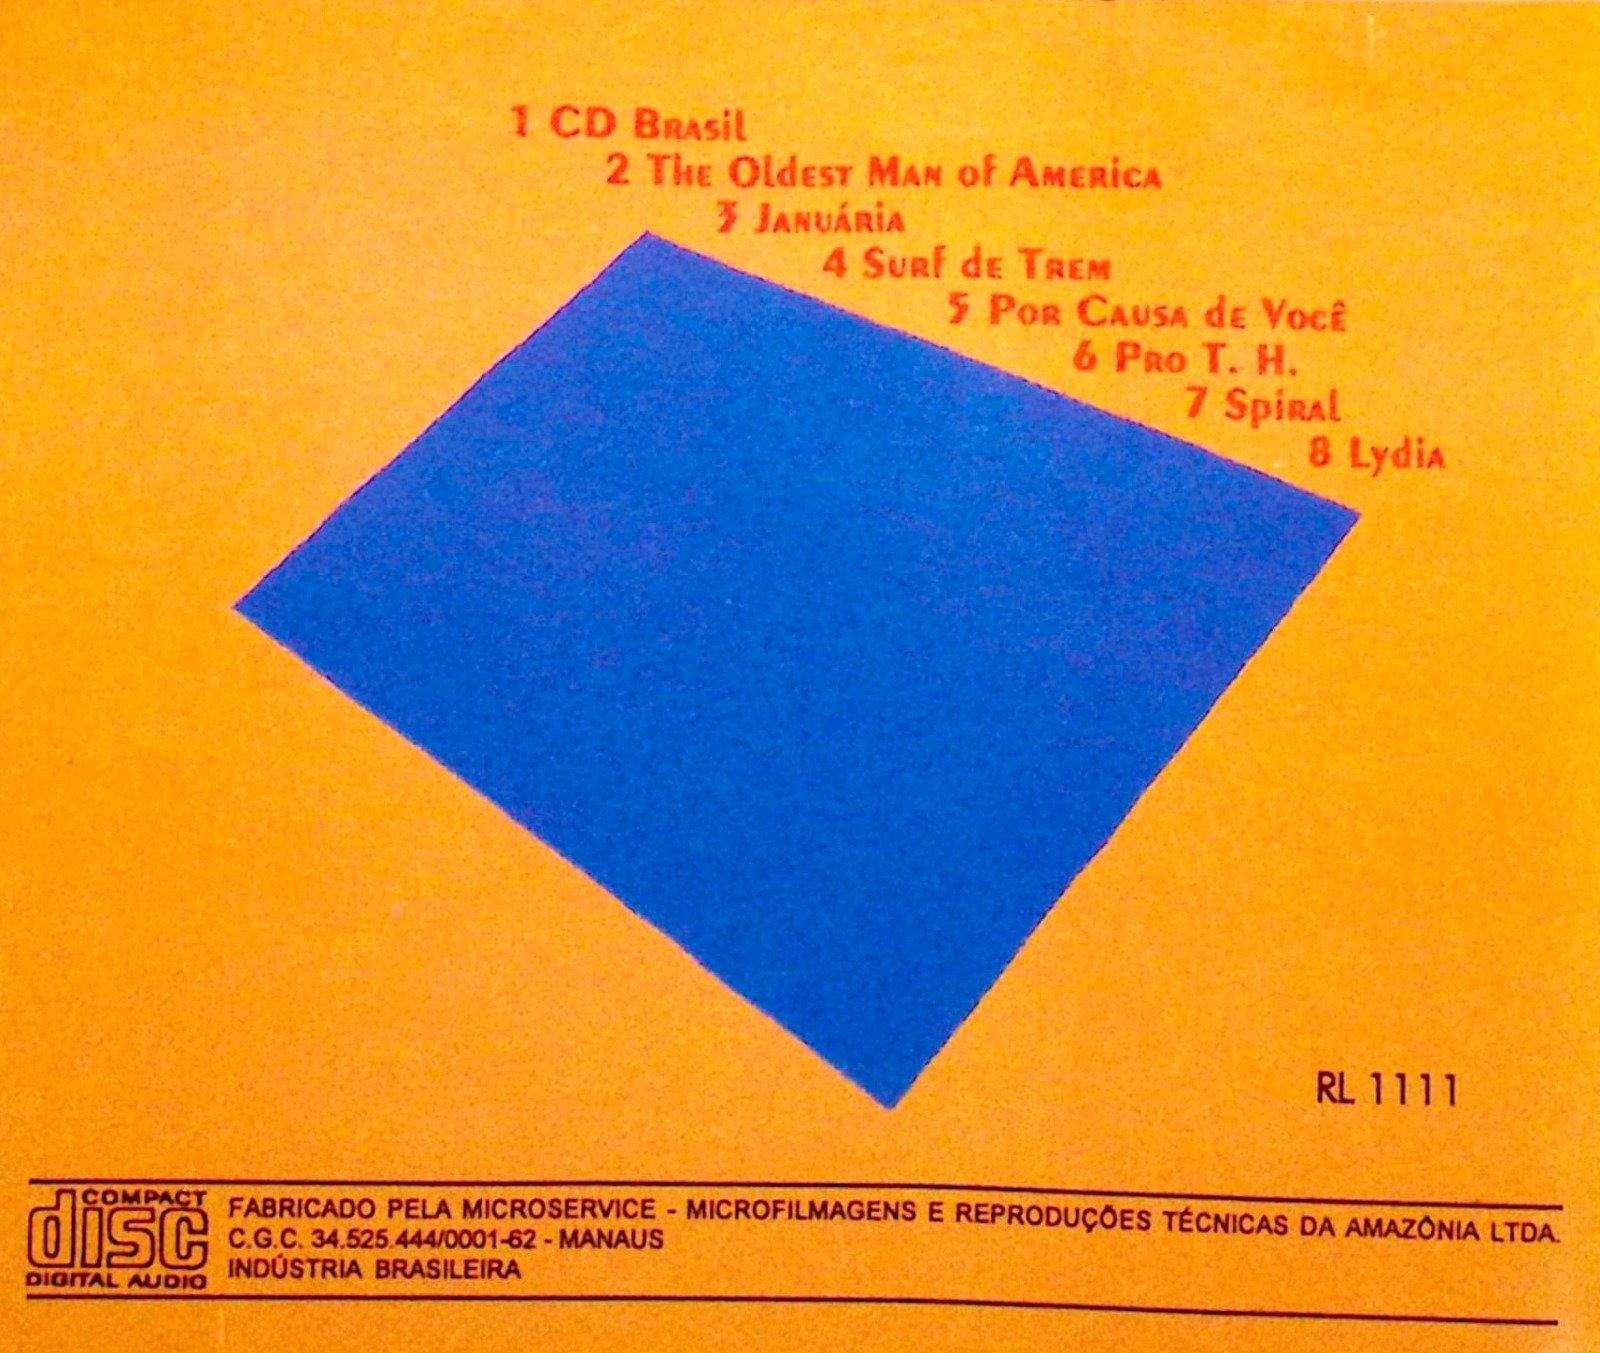 1 CD Brasil
2 The Oldest Man of America
3 Januária
4 Surf de Trem
5 Por Causa de Você
6 Pro T. H.
7 Spiral
8 Lydia
RL 1111
COMPACT
disc
DIGITAL AUDIO
FABRICADO PELA MICROSERVICE - MICROFILMAGENS E REPRODUÇÕES TÉCNICAS DA AMAZÔNIA LTDA.
C.G.C. 34.525.444/0001-62 - MANAUS
INDÚSTRIA BRASILEIRA